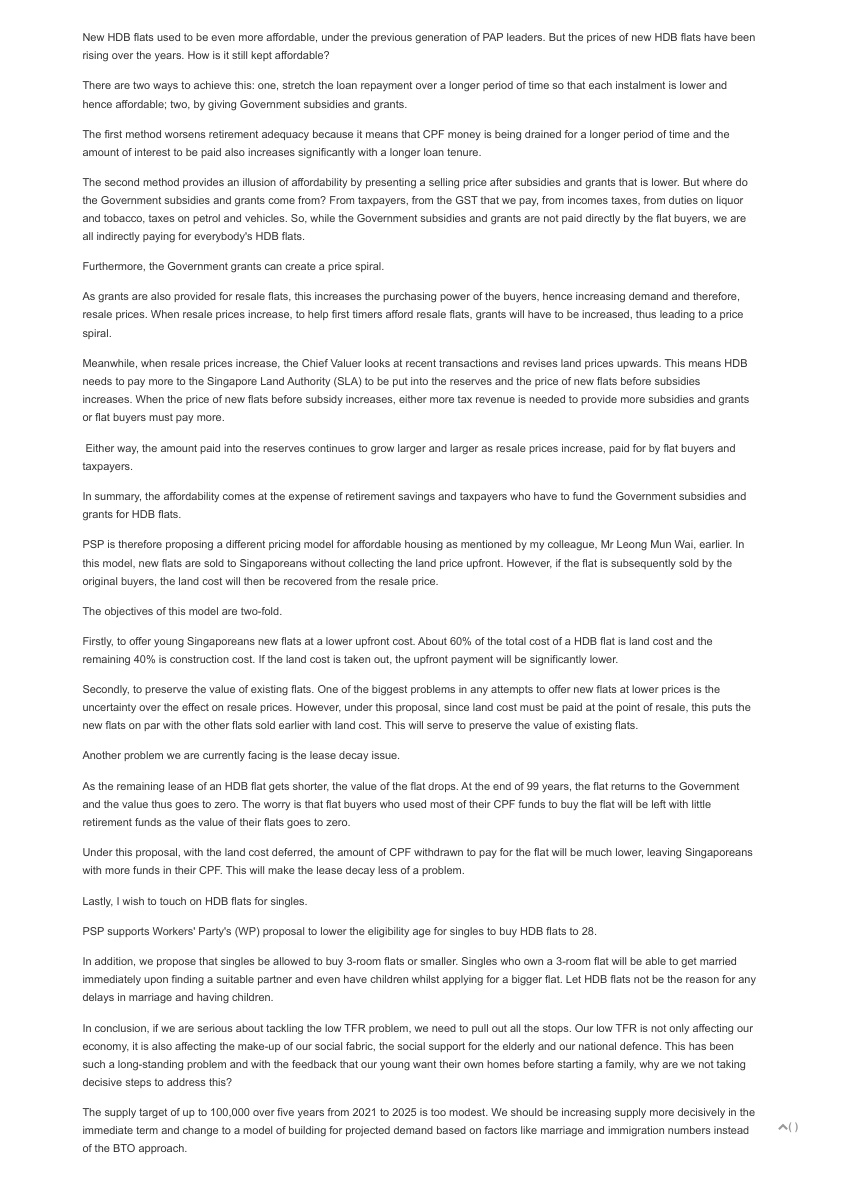 New HDB flats used to be even more affordable, under the previous generation of PAP leaders. But the prices of new HDB flats have been
rising over the years. How is it still kept affordable?
There are two ways to achieve this: one, stretch the loan repayment over a longer period of time so that each instalment is lower and
hence affordable; two, by giving Government subsidies and grants.
The first method worsens retirement adequacy because it means that CPF money is being drained for a longer period of time and the
amount of interest to be paid also increases significantly with a longer loan tenure.
The second method provides an illusion of affordability by presenting a selling price after subsidies and grants that is lower. But where do
the Government subsidies and grants come from? From taxpayers, from the GST that we pay, from incomes taxes, from duties on liquor
and tobacco, taxes on petrol and vehicles. So, while the Government subsidies and grants are not paid directly by the flat buyers, we are
all indirectly paying for everybody's HDB flats.
Furthermore, the Government grants can create a price spiral.
As grants are also provided for resale flats, this increases the purchasing power of the buyers, hence increasing demand and therefore,
resale prices. When resale prices increase, to help first timers afford resale flats, grants will have to be increased, thus leading to a price
spiral.
Meanwhile, when resale prices increase, the Chief Valuer looks at recent transactions and revises land prices upwards. This means HDB
needs to pay more to the Singapore Land Authority (SLA) to be put into the reserves and the price of new flats before subsidies
increases. When the price of new flats before subsidy increases, either more tax revenue is needed to provide more subsidies and grants
or flat buyers must pay more.
Either way, the amount paid into the reserves continues to grow larger and larger as resale prices increase, paid for by flat buyers and
taxpayers.
In summary, the affordability comes at the expense of retirement savings and taxpayers who have to fund the Government subsidies and
grants for HDB flats.
PSP is therefore proposing a different pricing model for affordable housing as mentioned by my colleague, Mr Leong Mun Wai, earlier. In
this model, new flats are sold to Singaporeans without collecting the land price upfront. However, if the flat is subsequently sold by the
original buyers, the land cost will then be recovered from the resale price.
The objectives of this model are two-fold.
Firstly, to offer young Singaporeans new flats at a lower upfront cost. About 60% of the total cost of a HDB flat is land cost and the
remaining 40% is construction cost. If the land cost is taken out, the upfront payment will be significantly lower.
Secondly, to preserve the value of existing flats. One of the biggest problems in any attempts to offer new flats at lower prices is the
uncertainty over the effect on resale prices. However, under this proposal, since land cost must be paid at the point of resale, this puts the
new flats on par with the other flats sold earlier with land cost. This will serve to preserve the value of existing flats.
Another problem we are currently facing is the lease decay issue.
As the remaining lease of an HDB flat gets shorter, the value of the flat drops. At the end of 99 years, the flat returns to the Government
and the value thus goes to zero. The worry is that flat buyers who used most of their CPF funds to buy the flat will be left with little
retirement funds as the value of their flats goes to zero.
Under this proposal, with the land cost deferred, the amount of CPF withdrawn to pay for the flat will be much lower, leaving Singaporeans
with more funds in their CPF. This will make the lease decay less of a problem.
Lastly, I wish to touch on HDB flats for singles.
PSP supports Workers' Party's (WP) proposal to lower the eligibility age for singles to buy HDB flats to 28.
In addition, we propose that singles be allowed to buy 3-room flats or smaller. Singles who own a 3-room flat will be able to get married
immediately upon finding a suitable partner and even have children whilst applying for a bigger flat. Let HDB flats not be the reason for any
delays in marriage and having children.
In conclusion, if we are serious about tackling the low TFR problem, we need to pull out all the stops. Our low TFR is not only affecting our
economy, it is also affecting the make-up of our social fabric, the social support for the elderly and our national defence. This has been
such a long-standing problem and with the feedback that our young want their own homes before starting a family, why are we not taking
decisive steps to address this?
The supply target of up to 100,000 over five years from 2021 to 2025 is too modest. We should be increasing supply more decisively in the
immediate term and change to a model of building for projected demand based on factors like marriage and immigration numbers instead
of the BTO approach.
( )